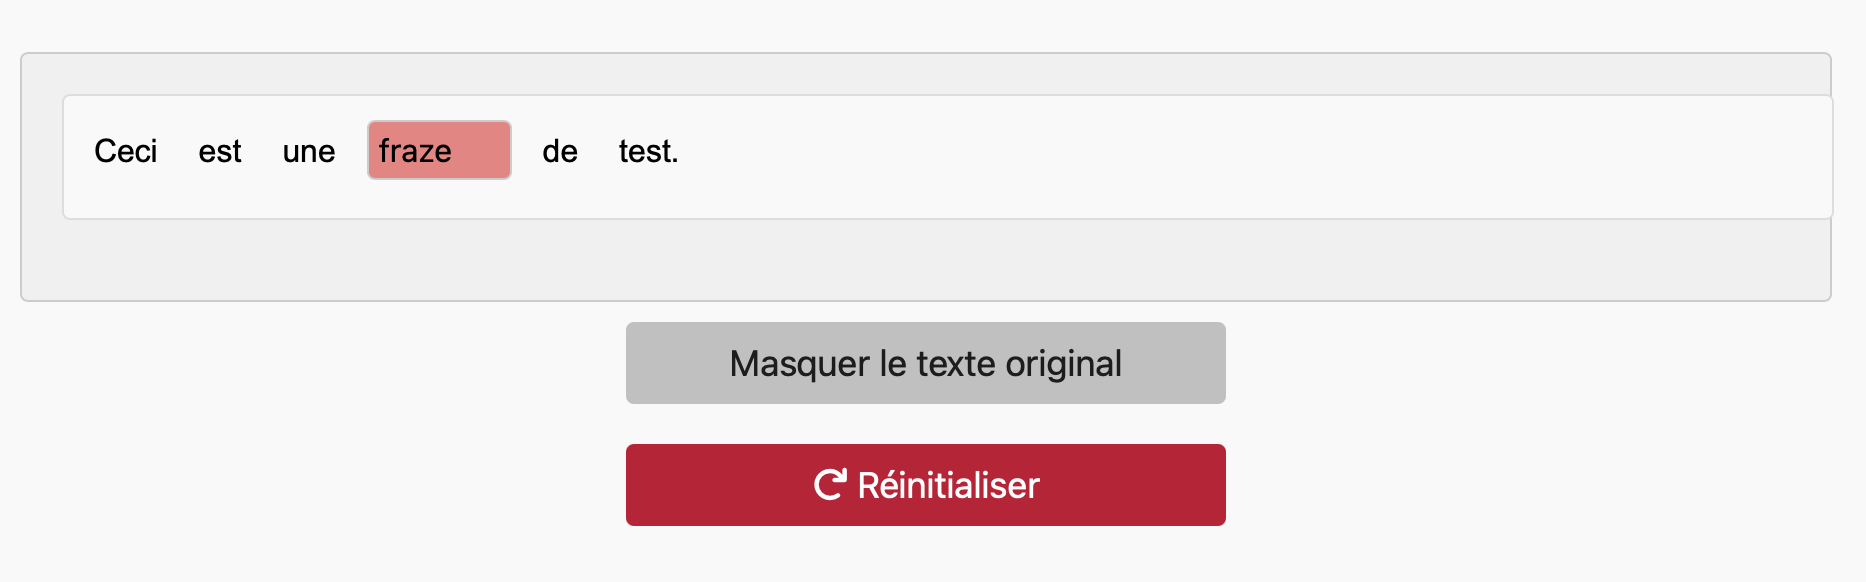 Ceci est une fraze de test.
Masquer le texte original
Réinitialiser